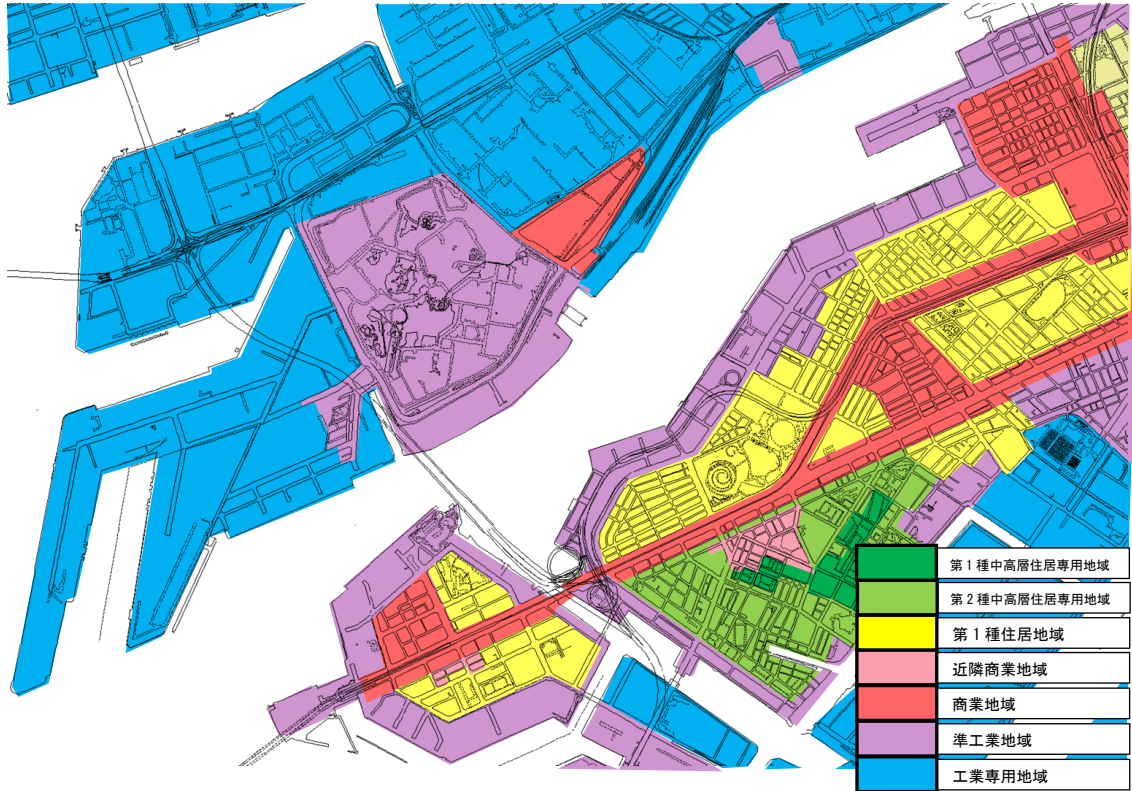 第1種中高層住居専用地域
第2種中高層住居専用地域
第1種住居地域
近隣商業地域
商業地域
準工業地域
工業専用地域